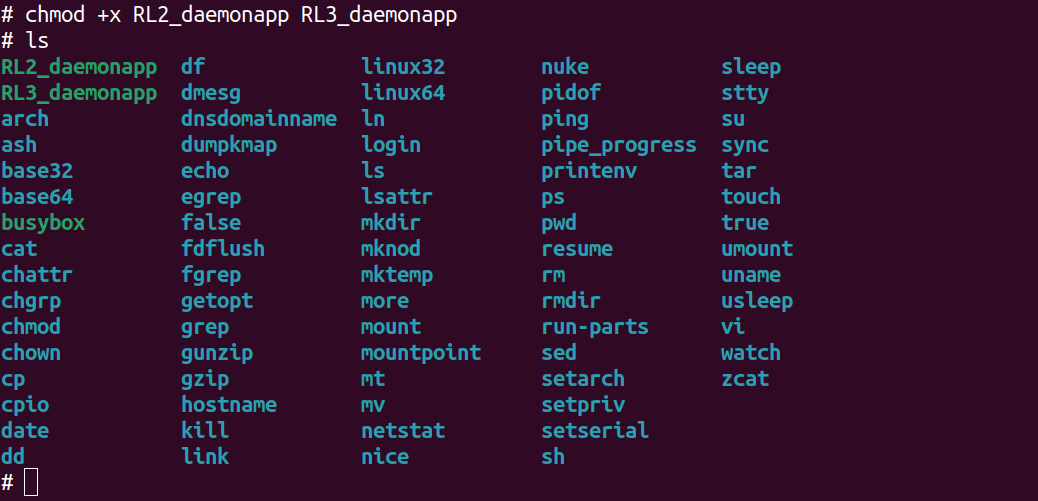 # chmod +x RL2_daemonapp RL3_daemonapp
# ls
RL2_daemonapp df linux32 nuke sleep
RL3_daemonapp dmesg linux64 pidof stty
arch dnsdomainname ln ping su
ash dumpkmap login pipe_progress sync
base32 echo ls printenv tar
base64 egrep lsattr ps touch
busybox false mkdir pwd true
cat fdflush mknod resume umount
chattr fgrep mktemp rm uname
chgrp getopt more rmdir usleep
chmod grep mount run-parts vi
chown gunzip mountpoint sed watch
cp gzip mt setarch zcat
cpio hostname mv setpriv
date kill netstat setserial
dd link nice sh
#